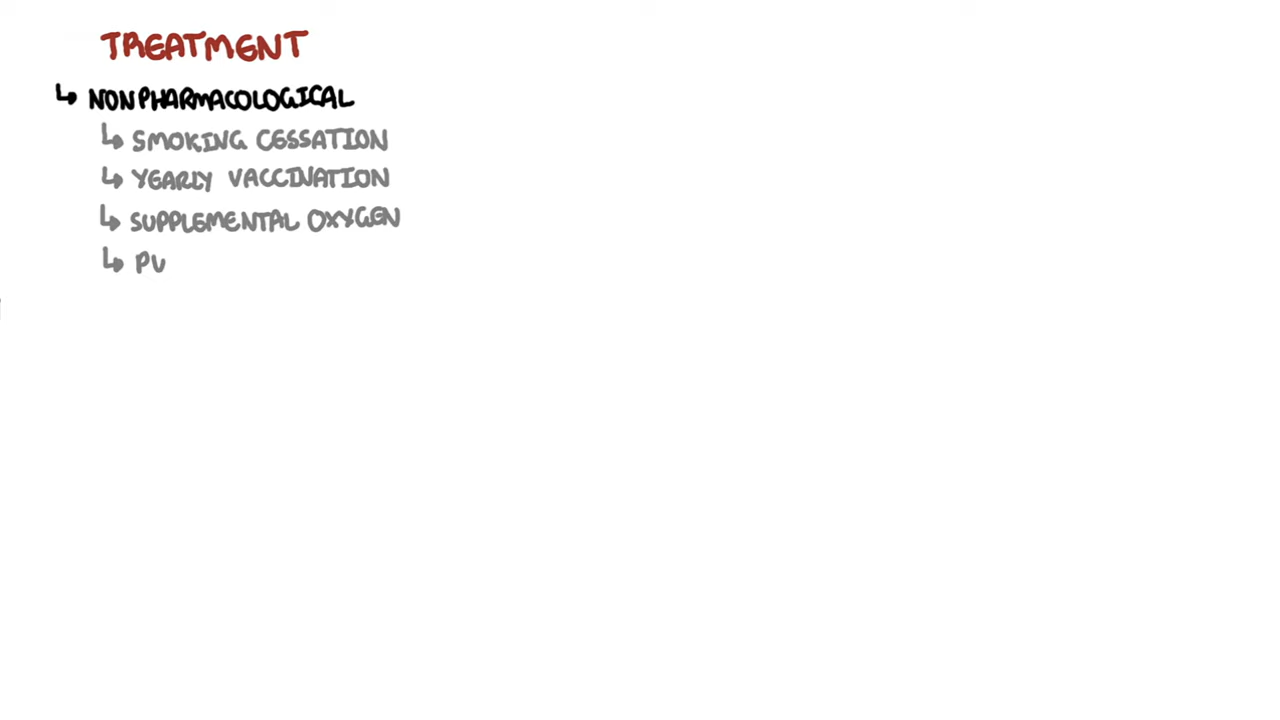 TREATMENT
↳ NONPHARMACOLOGICAL
↳ SMOKING CESSATION
↳ YEARLY VACCINATION
↳ SUPPLEMENTAL OXYGEN
↳ PU